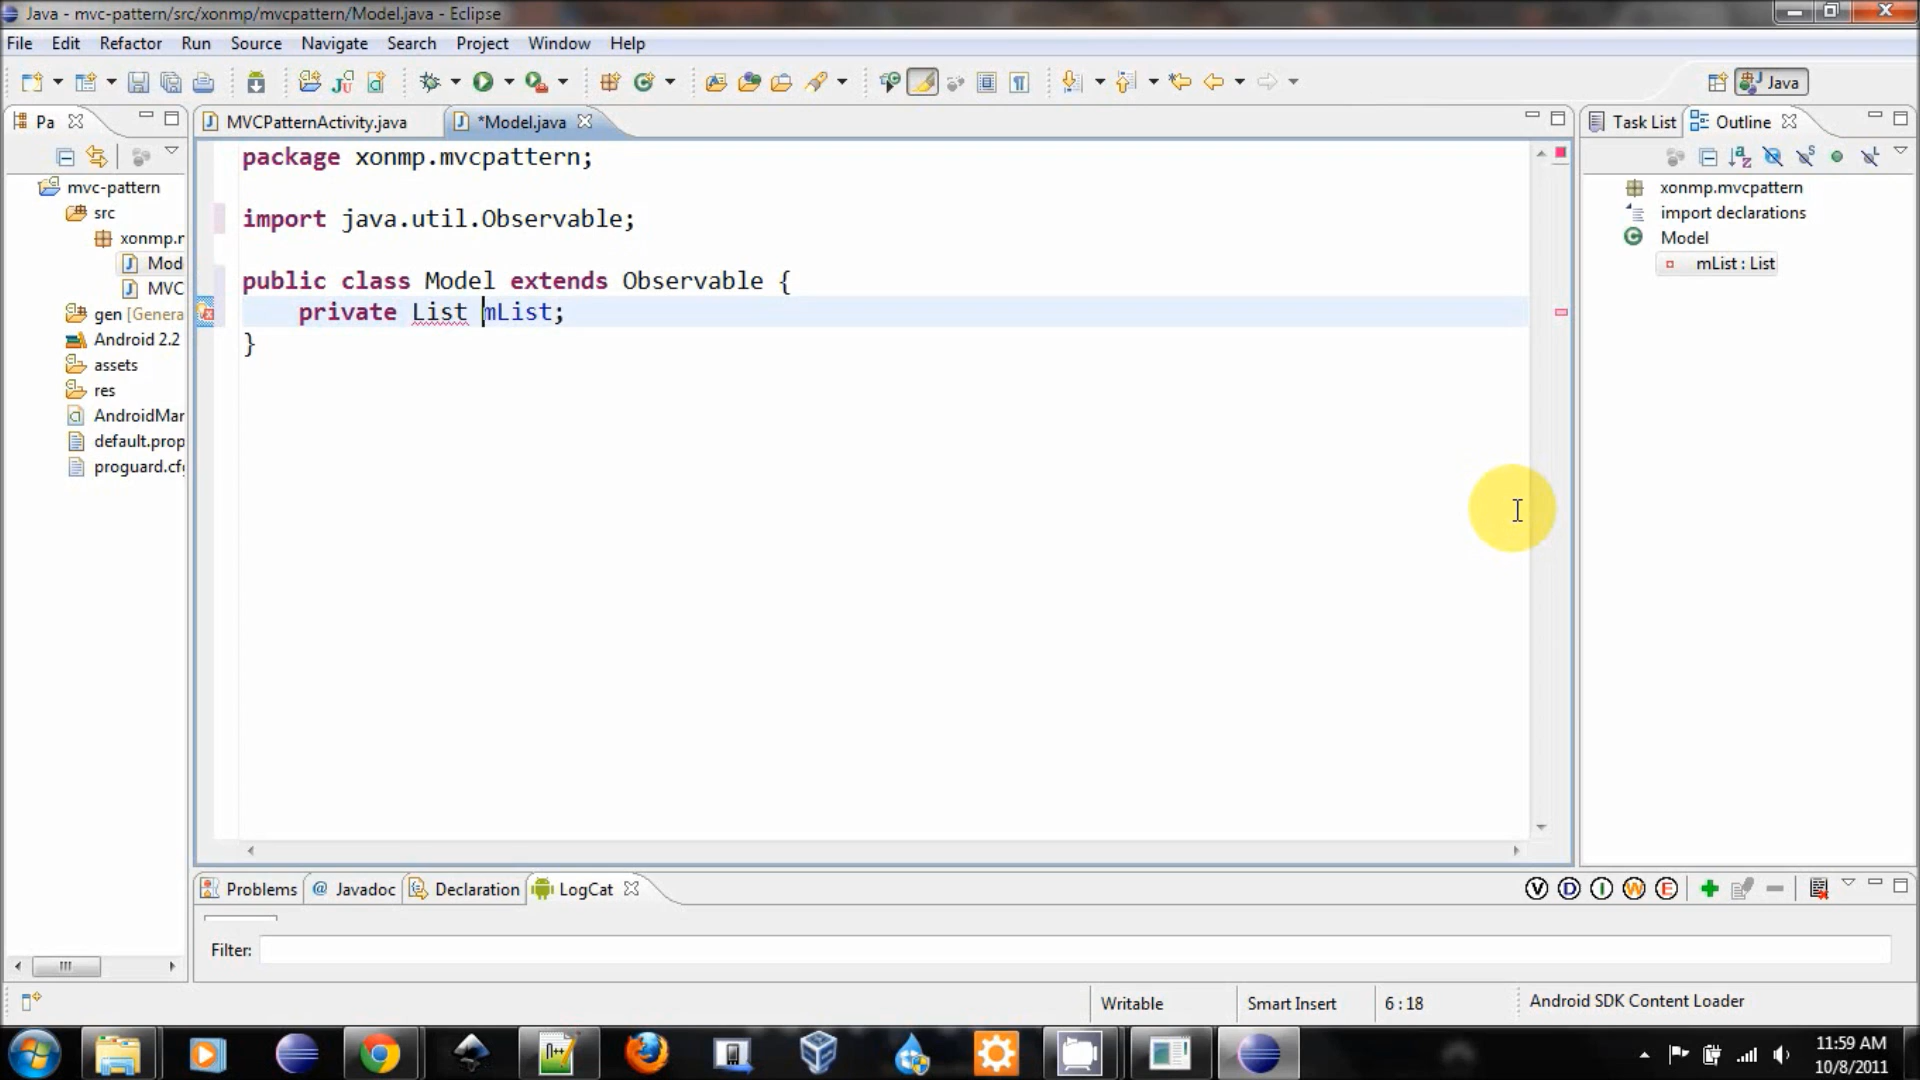 Java - mvc-pattern/src/xonmp/mvcpattern/Model.java - Eclipse
File Edit Refactor Run Source Navigate Search Project Window Help
Java
Pa
MVCPatternActivity.java
*Model.java
Task List
Outline
mvc-pattern
src
xonmp.r
Mod
MVC
gen [Genera
Android 2.2
assets
res
AndroidMar
default.prop
proguard.cf
package xonmp.mvcpattern;
import java.util.Observable;
public class Model extends Observable {
private List mList;
}
xonmp.mvcpattern
import declarations
Model
mList : List
Problems @ Javadoc Declaration LogCat
V D I W E
Filter:
Writable
Smart Insert
6 : 18
Android SDK Content Loader
11:59 AM
10/8/2011